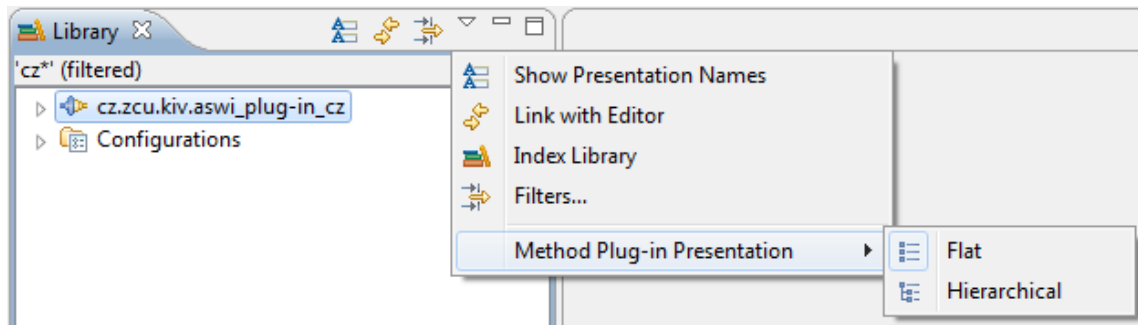 Library
'cz*' (filtered)
cz.zcu.kiv.aswi_plug-in_cz
Configurations
Show Presentation Names
Link with Editor
Index Library
Filters...
Method Plug-in Presentation
Flat
Hierarchical